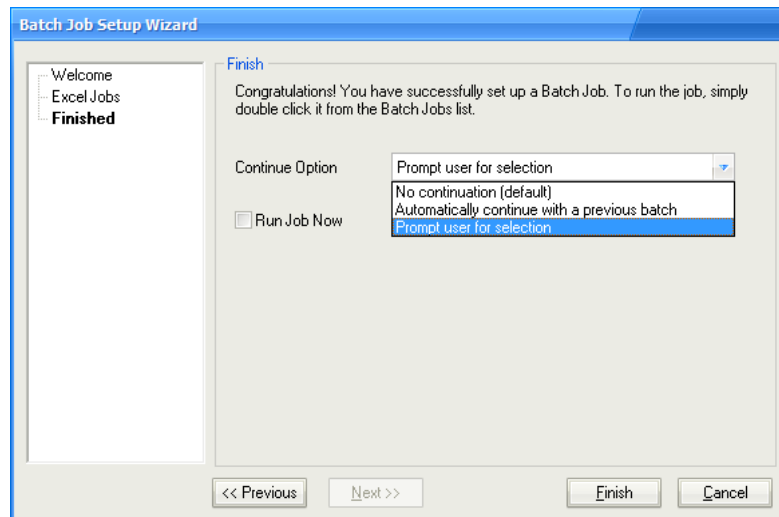 Batch Job Setup Wizard
Welcome
Excel Jobs
Finished
Finish
Congratulations! You have successfully set up a Batch Job. To run the job, simply
double click it from the Batch Jobs list.
Continue Option
Prompt user for selection
No continuation (default)
Automatically continue with a previous batch
Prompt user for selection
Run Job Now
<< Previous
Next >>
Finish
Cancel